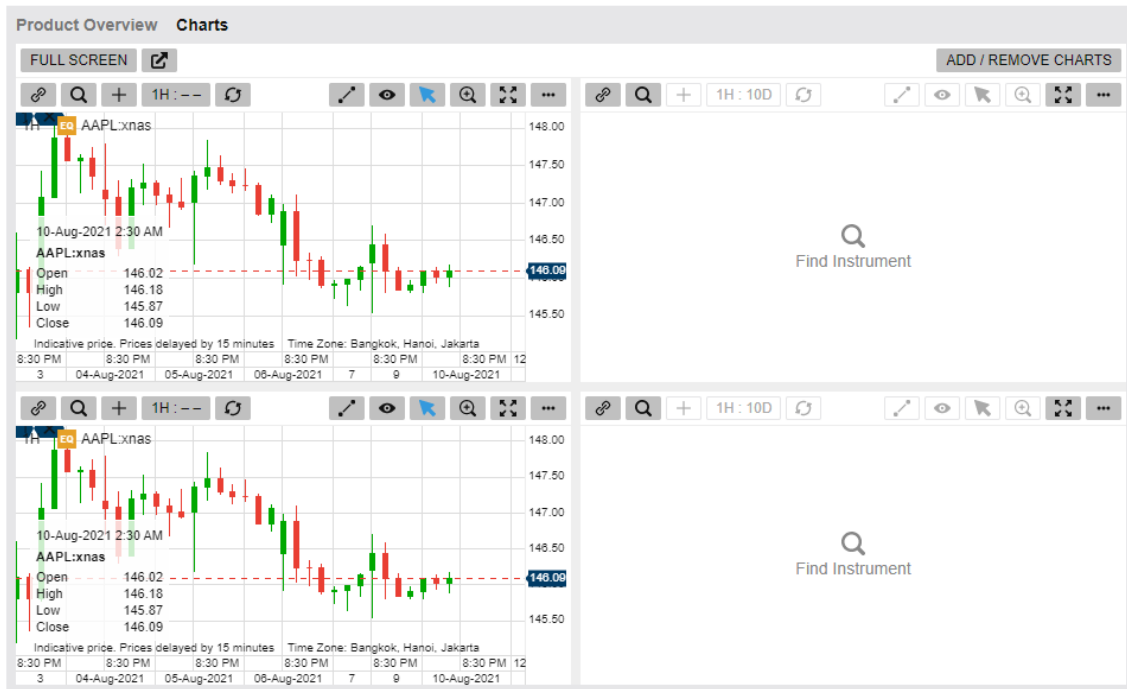 Product Overview Charts
FULL SCREEN
ADD / REMOVE CHARTS
1H : – –
1H : 10D
1H
EQ AAPL:xnas
148.00
147.50
147.00
146.50
146.09
145.50
10-Aug-2021 2:30 AM
AAPL:xnas
Open 146.02
High 146.18
Low 145.87
Close 146.09
Indicative price. Prices delayed by 15 minutes Time Zone: Bangkok, Hanoi, Jakarta
8:30 PM 8:30 PM 8:30 PM 8:30 PM 8:30 PM 8:30 PM 12
3 04-Aug-2021 05-Aug-2021 06-Aug-2021 7 9 10-Aug-2021
Find Instrument
1H : – –
1H : 10D
1H
EQ AAPL:xnas
148.00
147.50
147.00
146.50
146.09
145.50
10-Aug-2021 2:30 AM
AAPL:xnas
Open 146.02
High 146.18
Low 145.87
Close 146.09
Indicative price. Prices delayed by 15 minutes Time Zone: Bangkok, Hanoi, Jakarta
8:30 PM 8:30 PM 8:30 PM 8:30 PM 8:30 PM 8:30 PM 12
3 04-Aug-2021 05-Aug-2021 06-Aug-2021 7 9 10-Aug-2021
Find Instrument